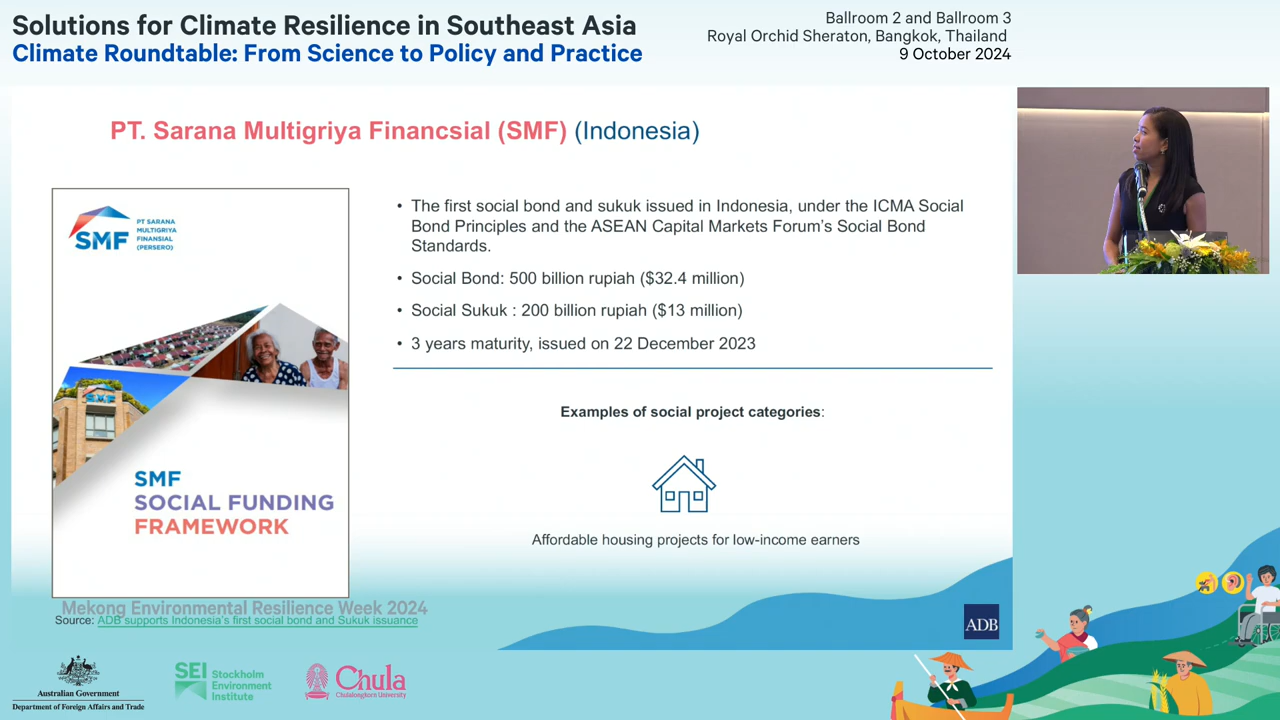 Solutions for Climate Resilience in Southeast Asia
Climate Roundtable: From Science to Policy and Practice
Ballroom 2 and Ballroom 3
Royal Orchid Sheraton, Bangkok, Thailand
9 October 2024
PT. Sarana Multigriya Financsial (SMF) (Indonesia)
SMF
PT SARANA
MULTIGRIYA
FINANSIAL
(PERSERO)
SMF
SMF
SOCIAL FUNDING
FRAMEWORK
• The first social bond and sukuk issued in Indonesia, under the ICMA Social
Bond Principles and the ASEAN Capital Markets Forum's Social Bond
Standards.
• Social Bond: 500 billion rupiah ($32.4 million)
• Social Sukuk : 200 billion rupiah ($13 million)
• 3 years maturity, issued on 22 December 2023
Examples of social project categories:
Affordable housing projects for low-income earners
Mekong Environmental Resilience Week 2024
Source: ADB supports Indonesia's first social bond and Sukuk issuance
ADB
Australian Government
Department of Foreign Affairs and Trade
SEI Stockholm
Environment
Institute
Chula
Chulalongkorn University